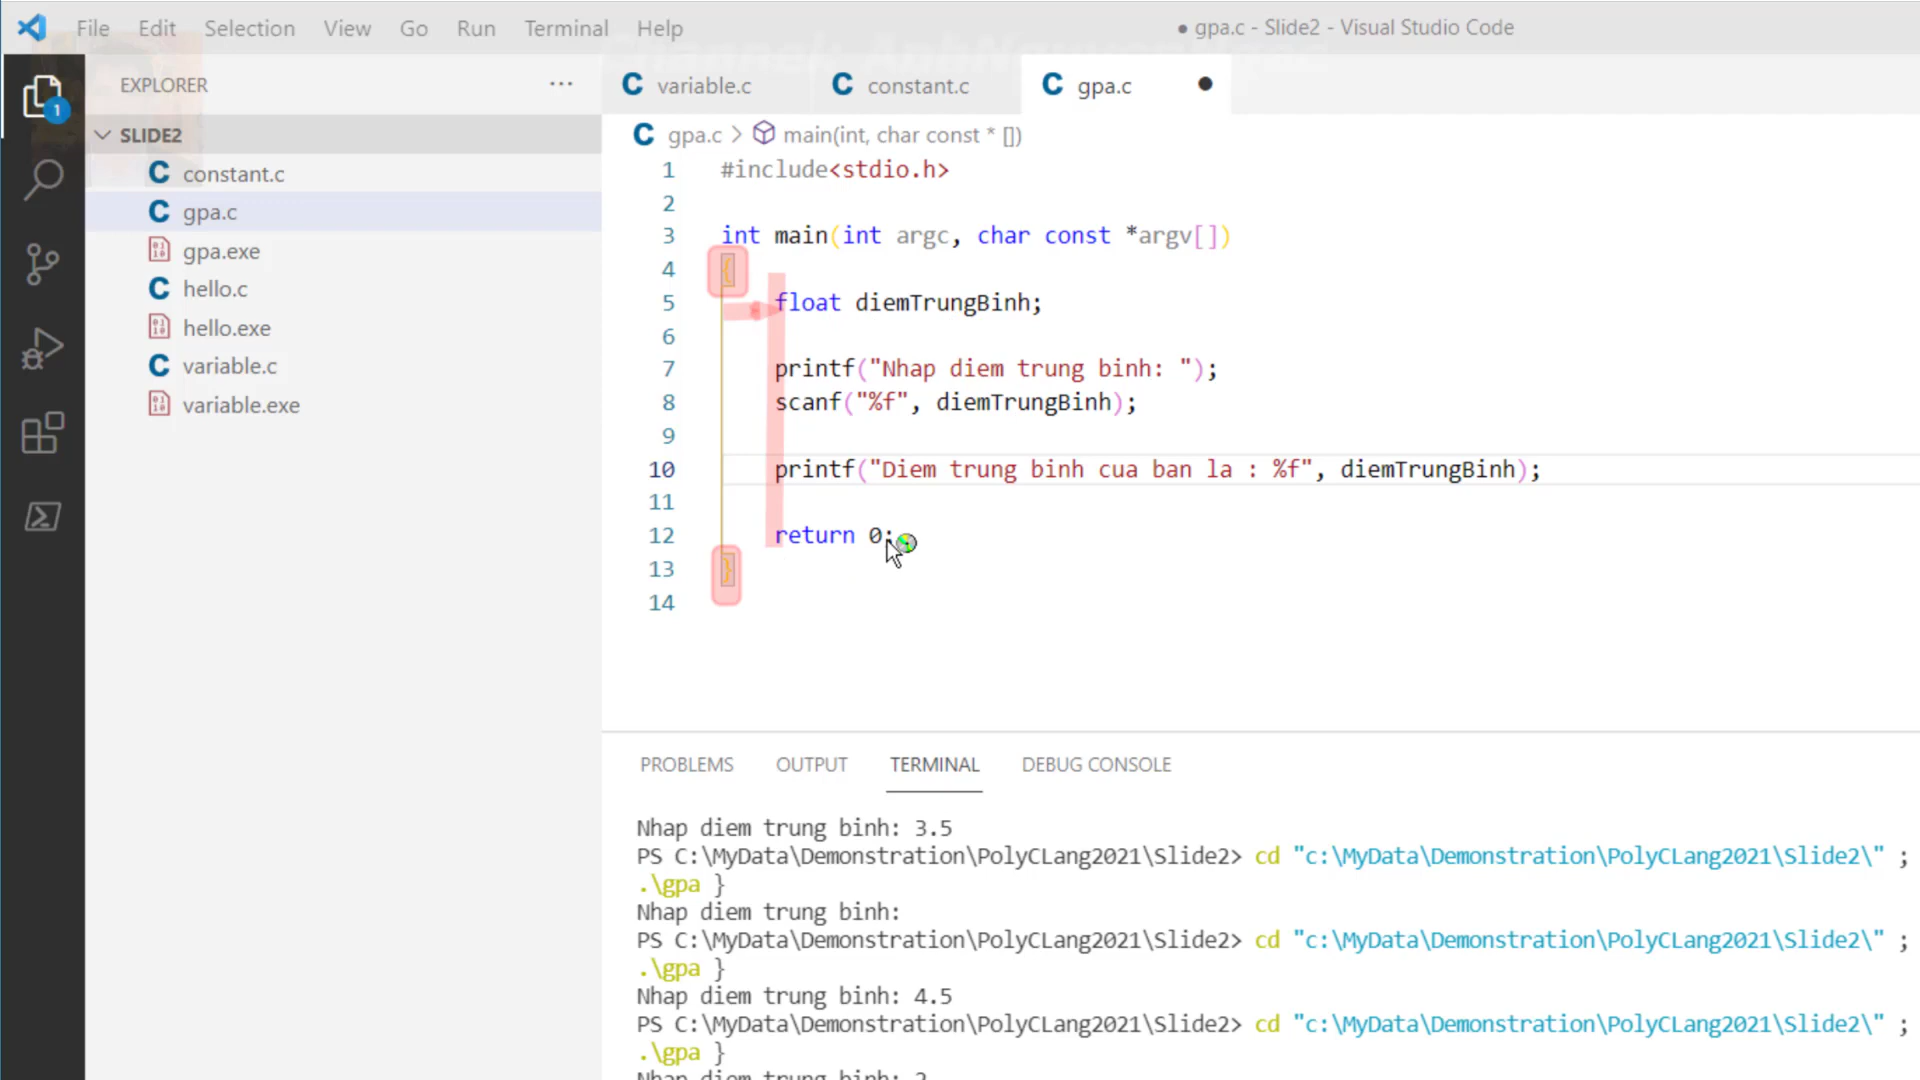 File Edit Selection View Go Run Terminal Help
● gpa.c - Slide2 - Visual Studio Code
EXPLORER ...
SLIDE2
constant.c
gpa.c
gpa.exe
hello.c
hello.exe
variable.c
variable.exe
1
C variable.c C constant.c C gpa.c ●
C gpa.c > main(int, char const * [])
1 #include<stdio.h>
2
3 int main(int argc, char const *argv[])
4 {
5 float diemTrungBinh;
6
7 printf("Nhap diem trung binh: ");
8 scanf("%f", diemTrungBinh);
9
10 printf("Diem trung binh cua ban la : %f", diemTrungBinh);
11
12 return 0;
13 }
14
PROBLEMS OUTPUT TERMINAL DEBUG CONSOLE
Nhap diem trung binh: 3.5
PS C:\MyData\Demonstration\PolyCLang2021\Slide2> cd "c:\MyData\Demonstration\PolyCLang2021\Slide2\" ;
.\gpa }
Nhap diem trung binh:
PS C:\MyData\Demonstration\PolyCLang2021\Slide2> cd "c:\MyData\Demonstration\PolyCLang2021\Slide2\" ;
.\gpa }
Nhap diem trung binh: 4.5
PS C:\MyData\Demonstration\PolyCLang2021\Slide2> cd "c:\MyData\Demonstration\PolyCLang2021\Slide2\" ;
.\gpa }
Nhap diem trung binh: 2